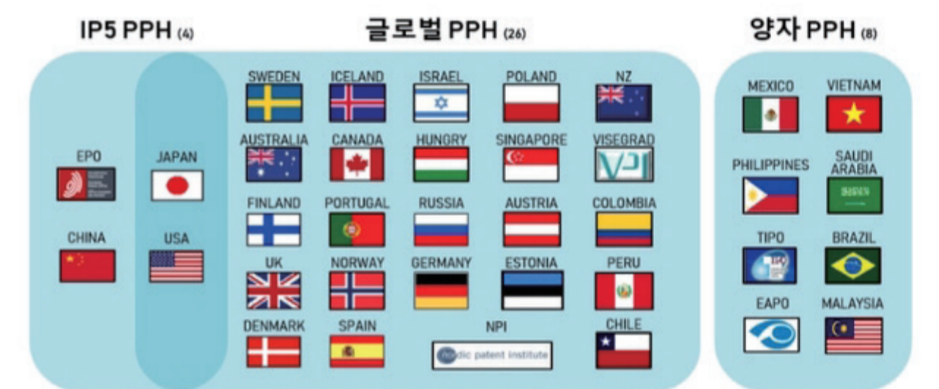 IP5 PPH (4)
글로벌 PPH (26)
양자 PPH (8)
EPO
JAPAN
CHINA
USA
SWEDEN ICELAND ISRAEL POLAND NZ
AUSTRALIA CANADA HUNGRY SINGAPORE VISEGRAD
VPI
FINLAND PORTUGAL RUSSIA AUSTRIA COLOMBIA
UK NORWAY GERMANY ESTONIA PERU
DENMARK SPAIN NPI CHILE
nordic patent institute
MEXICO VIETNAM
PHILIPPINES SAUDI
ARABIA
TIPO BRAZIL
EAPO MALAYSIA